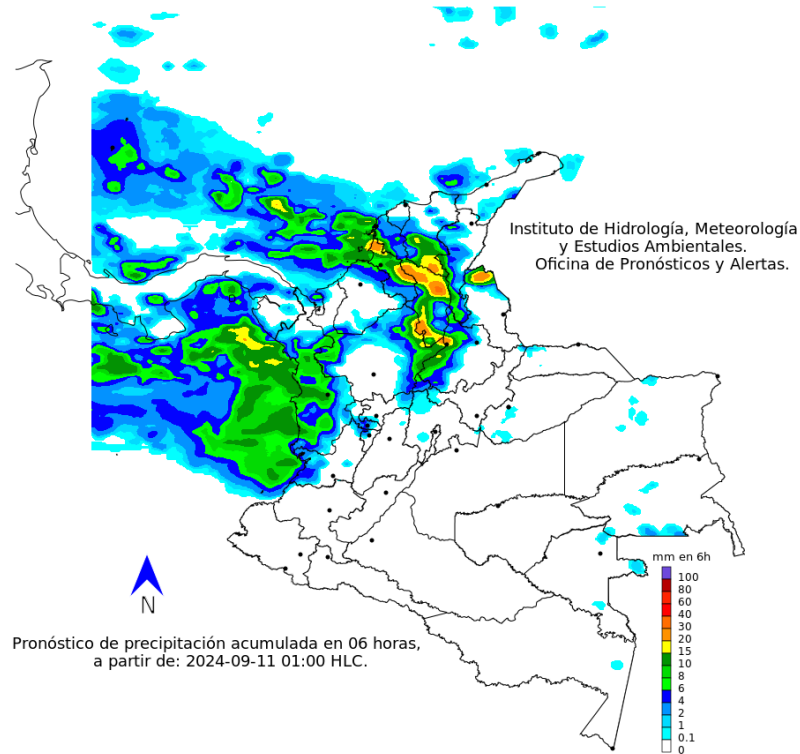 Instituto de Hidrología, Meteorología
y Estudios Ambientales.
Oficina de Pronósticos y Alertas.
mm en 6h
100
80
60
40
30
20
15
10
8
6
4
2
1
0.1
0
N
Pronóstico de precipitación acumulada en 06 horas,
a partir de: 2024-09-11 01:00 HLC.